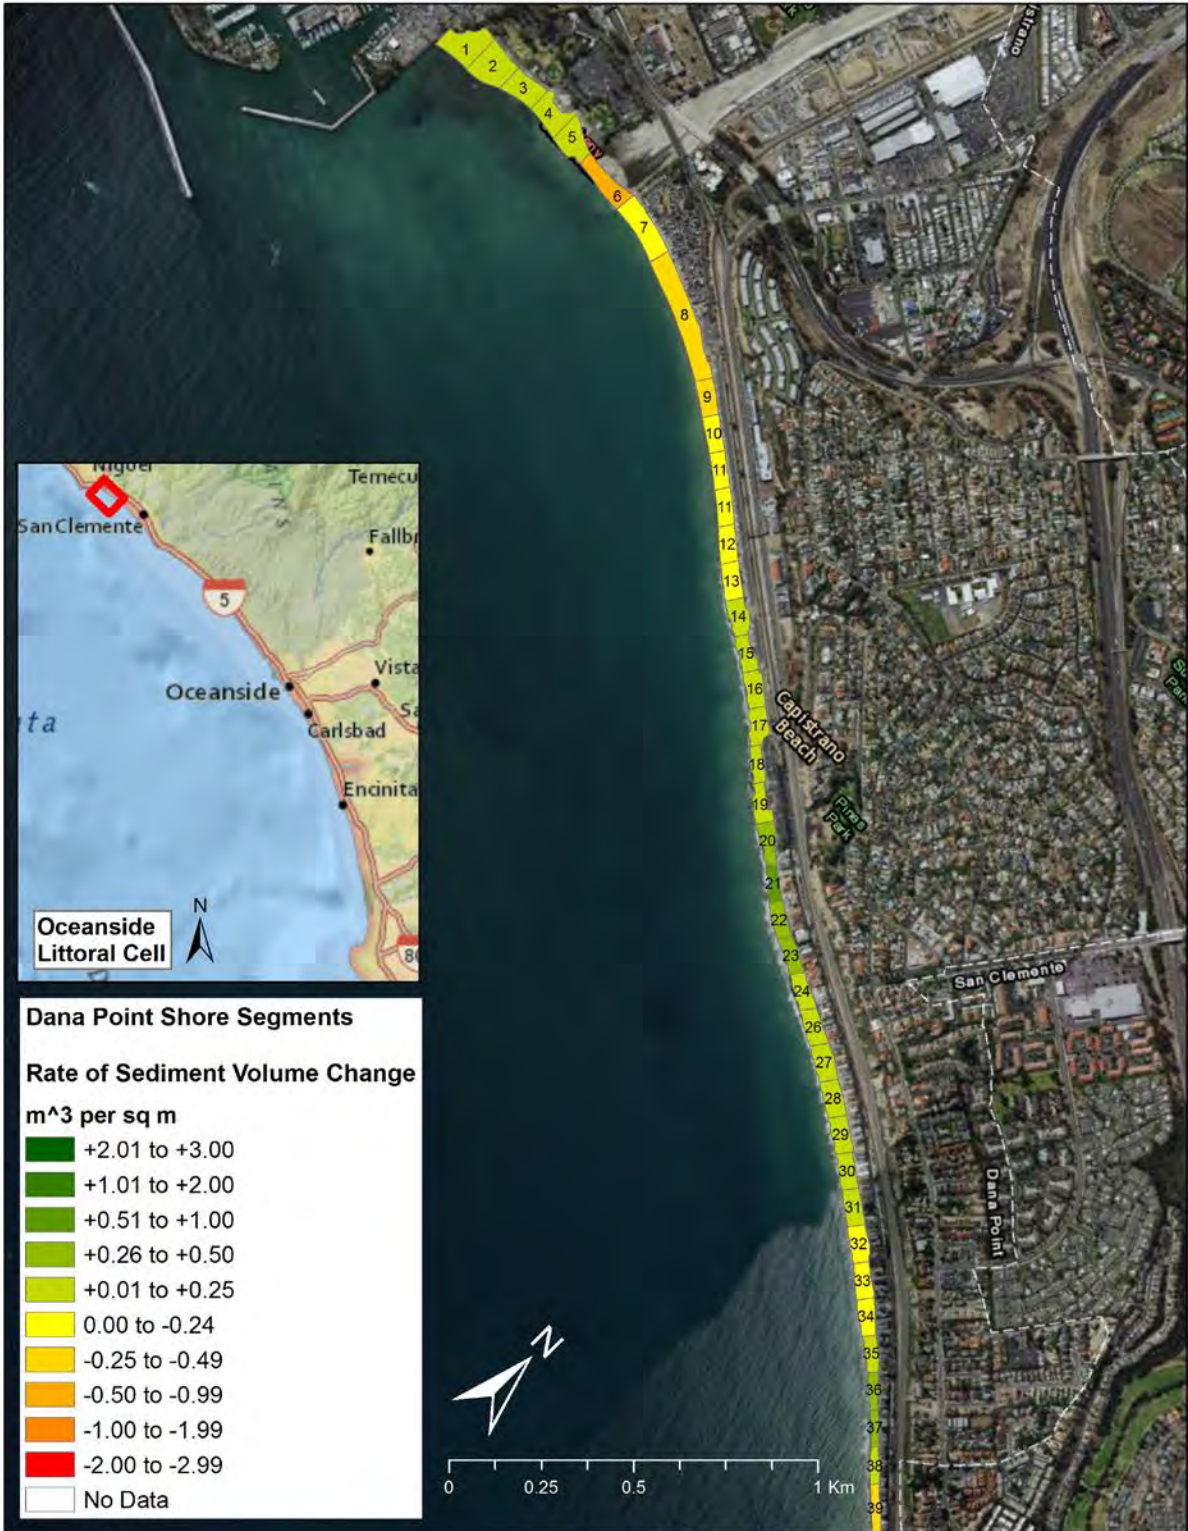 istrano
1
2
3
4
5
6
7
8
9
10
11
11
12
13
14
15
16
17
18
19
20
21
22
23
24
26
27
28
29
30
31
32
33
34
35
36
37
38
39
Capistrano
Beach
Pines
Park
San Clemente
Dana Point
Niguel
Temecu
San Clemente
Fallbr
5
Vista
Oceanside
Sa
Carlsbad
ta
Encinita
N
Oceanside
Littoral Cell
80
Dana Point Shore Segments
Rate of Sediment Volume Change
m^3 per sq m
+2.01 to +3.00
+1.01 to +2.00
+0.51 to +1.00
+0.26 to +0.50
+0.01 to +0.25
0.00 to -0.24
-0.25 to -0.49
-0.50 to -0.99
-1.00 to -1.99
-2.00 to -2.99
No Data
N
0 0.25 0.5 1 Km